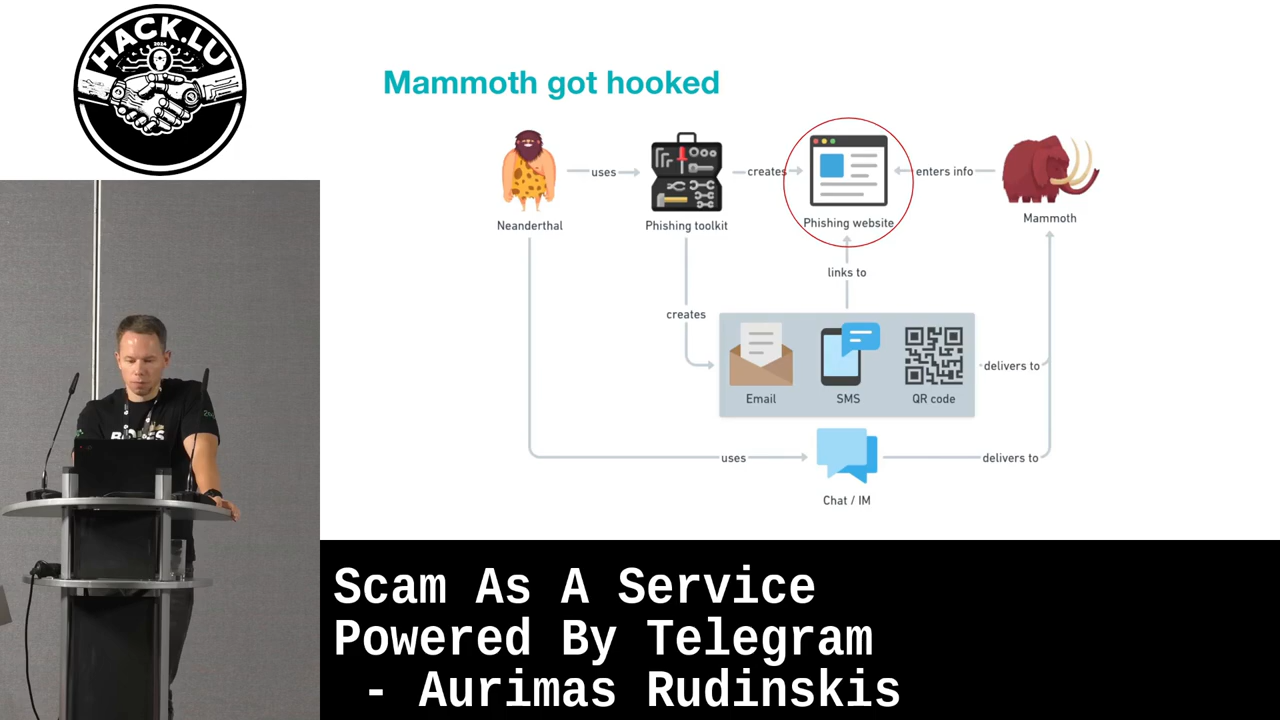 HACK.LU
2024
Mammoth got hooked
uses
creates
enters info
Neanderthal
Phishing toolkit
Phishing website
Mammoth
links to
creates
delivers to
Email
SMS
QR code
uses
delivers to
Chat / IM
Scam As A Service
Powered By Telegram
- Aurimas Rudinskis